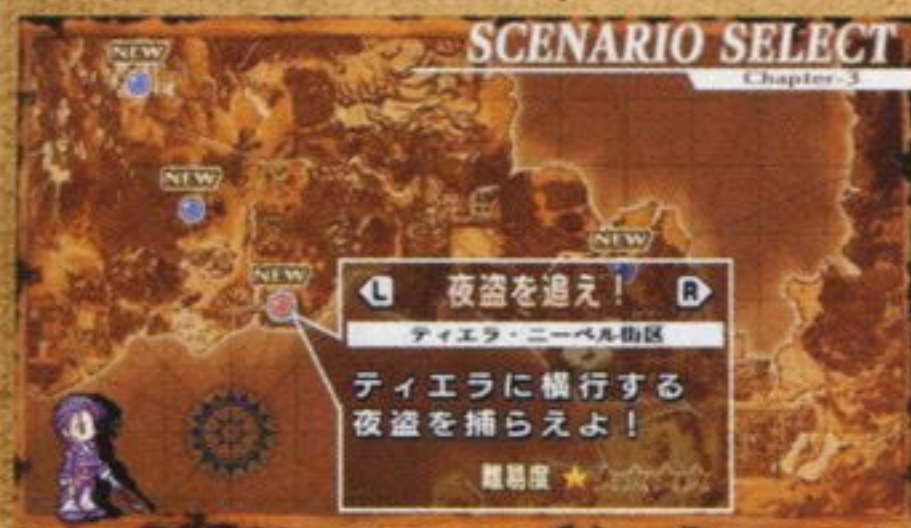 SCENARIO SELECT
Chapter-3
NEW
NEW
NEW
NEW
L 夜盗を追え！ R
ティエラ・ニーベル街区
ティエラに横行する
夜盗を捕らえよ！
難易度 ★